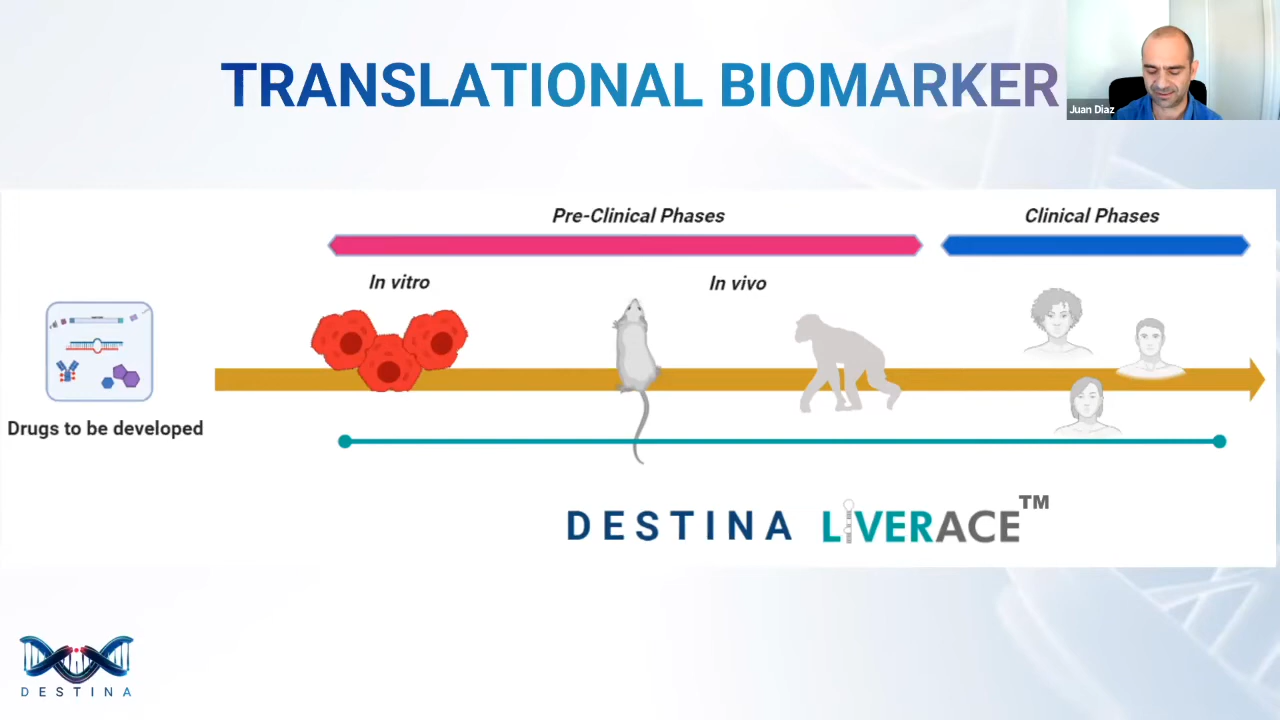 TRANSLATIONAL BIOMARKER
Juan Diaz
Pre-Clinical Phases
Clinical Phases
In vitro
In vivo
Drugs to be developed
DESTINA LIVERACE™
DESTINA